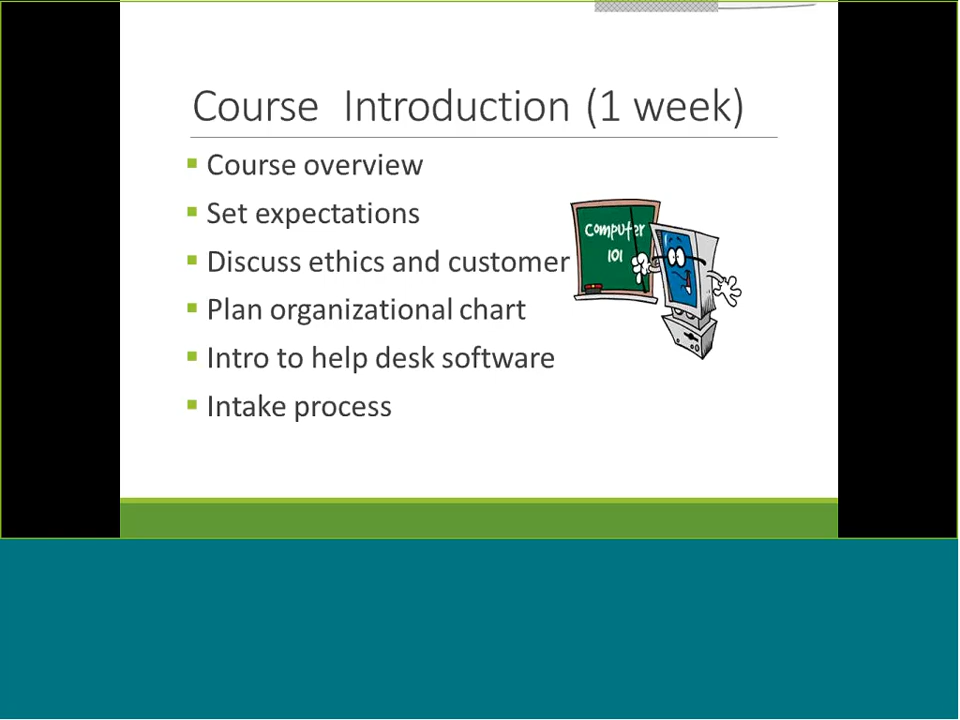 Course Introduction (1 week)
Course overview
Set expectations
Discuss ethics and customer
Plan organizational chart
Intro to help desk software
Intake process
Computer
101